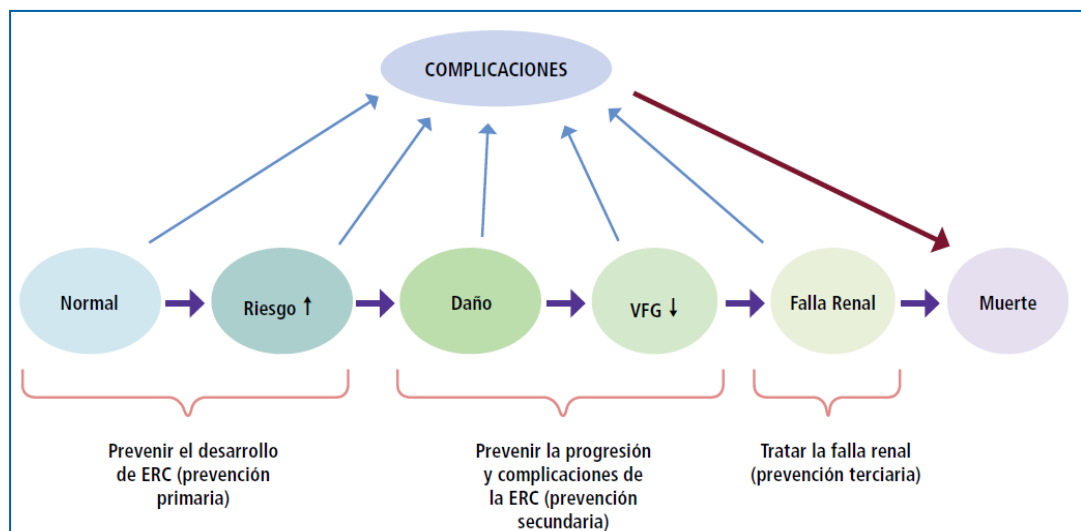 COMPLICACIONES
Normal
Riesgo ↑
Daño
VFG ↓
Falla Renal
Muerte
Prevenir el desarrollo
de ERC (prevención
primaria)
Prevenir la progresión
y complicaciones de
la ERC (prevención
secundaria)
Tratar la falla renal
(prevención terciaria)